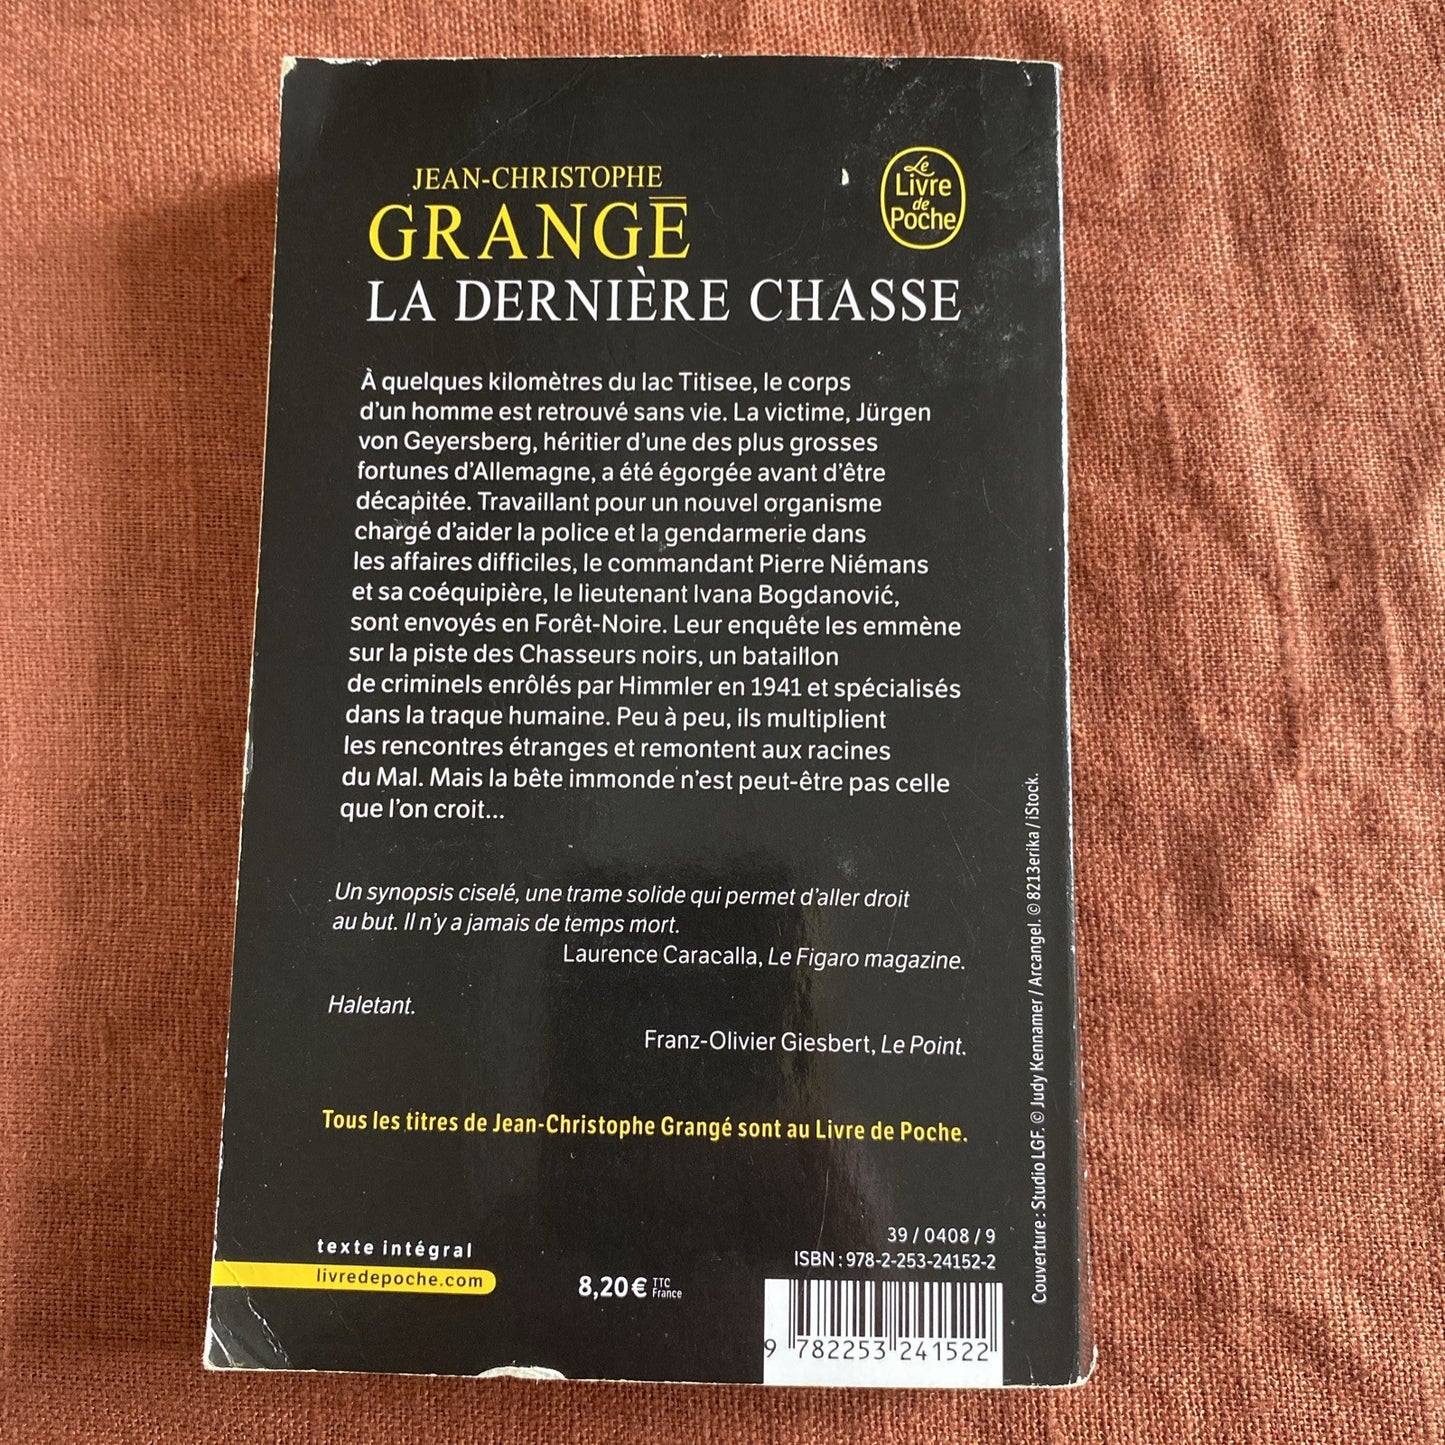 JEAN-CHRISTOPHE
GRANGĒ
LA DERNIÈRE CHASSE
Le
Livre
de
Poche
À quelques kilomètres du lac Titisee, le corps
d'un homme est retrouvé sans vie. La victime, Jürgen
von Geyersberg, héritier d'une des plus grosses
fortunes d'Allemagne, a été égorgée avant d'être
décapitée. Travaillant pour un nouvel organisme
chargé d'aider la police et la gendarmerie dans
les affaires difficiles, le commandant Pierre Niémans
et sa coéquipière, le lieutenant Ivana Bogdanović,
sont envoyés en Forêt-Noire. Leur enquête les emmène
sur la piste des Chasseurs noirs, un bataillon
de criminels enrôlés par Himmler en 1941 et spécialisés
dans la traque humaine. Peu à peu, ils multiplient
les rencontres étranges et remontent aux racines
du Mal. Mais la bête immonde n'est peut-être pas celle
que l'on croit...
Un synopsis ciselé, une trame solide qui permet d'aller droit
au but. Il n'y a jamais de temps mort.
Laurence Caracalla, Le Figaro magazine.
Haletant.
Franz-Olivier Giesbert, Le Point.
Tous les titres de Jean-Christophe Grangé sont au Livre de Poche.
texte intégral
livredepoche.com
8,20 € TTC
France
39 / 0408 / 9
ISBN : 978-2-253-24152-2
9 782253 241522
Couverture : Studio LGF. © Judy Kennamer / Arcangel. © 8213erika / iStock.